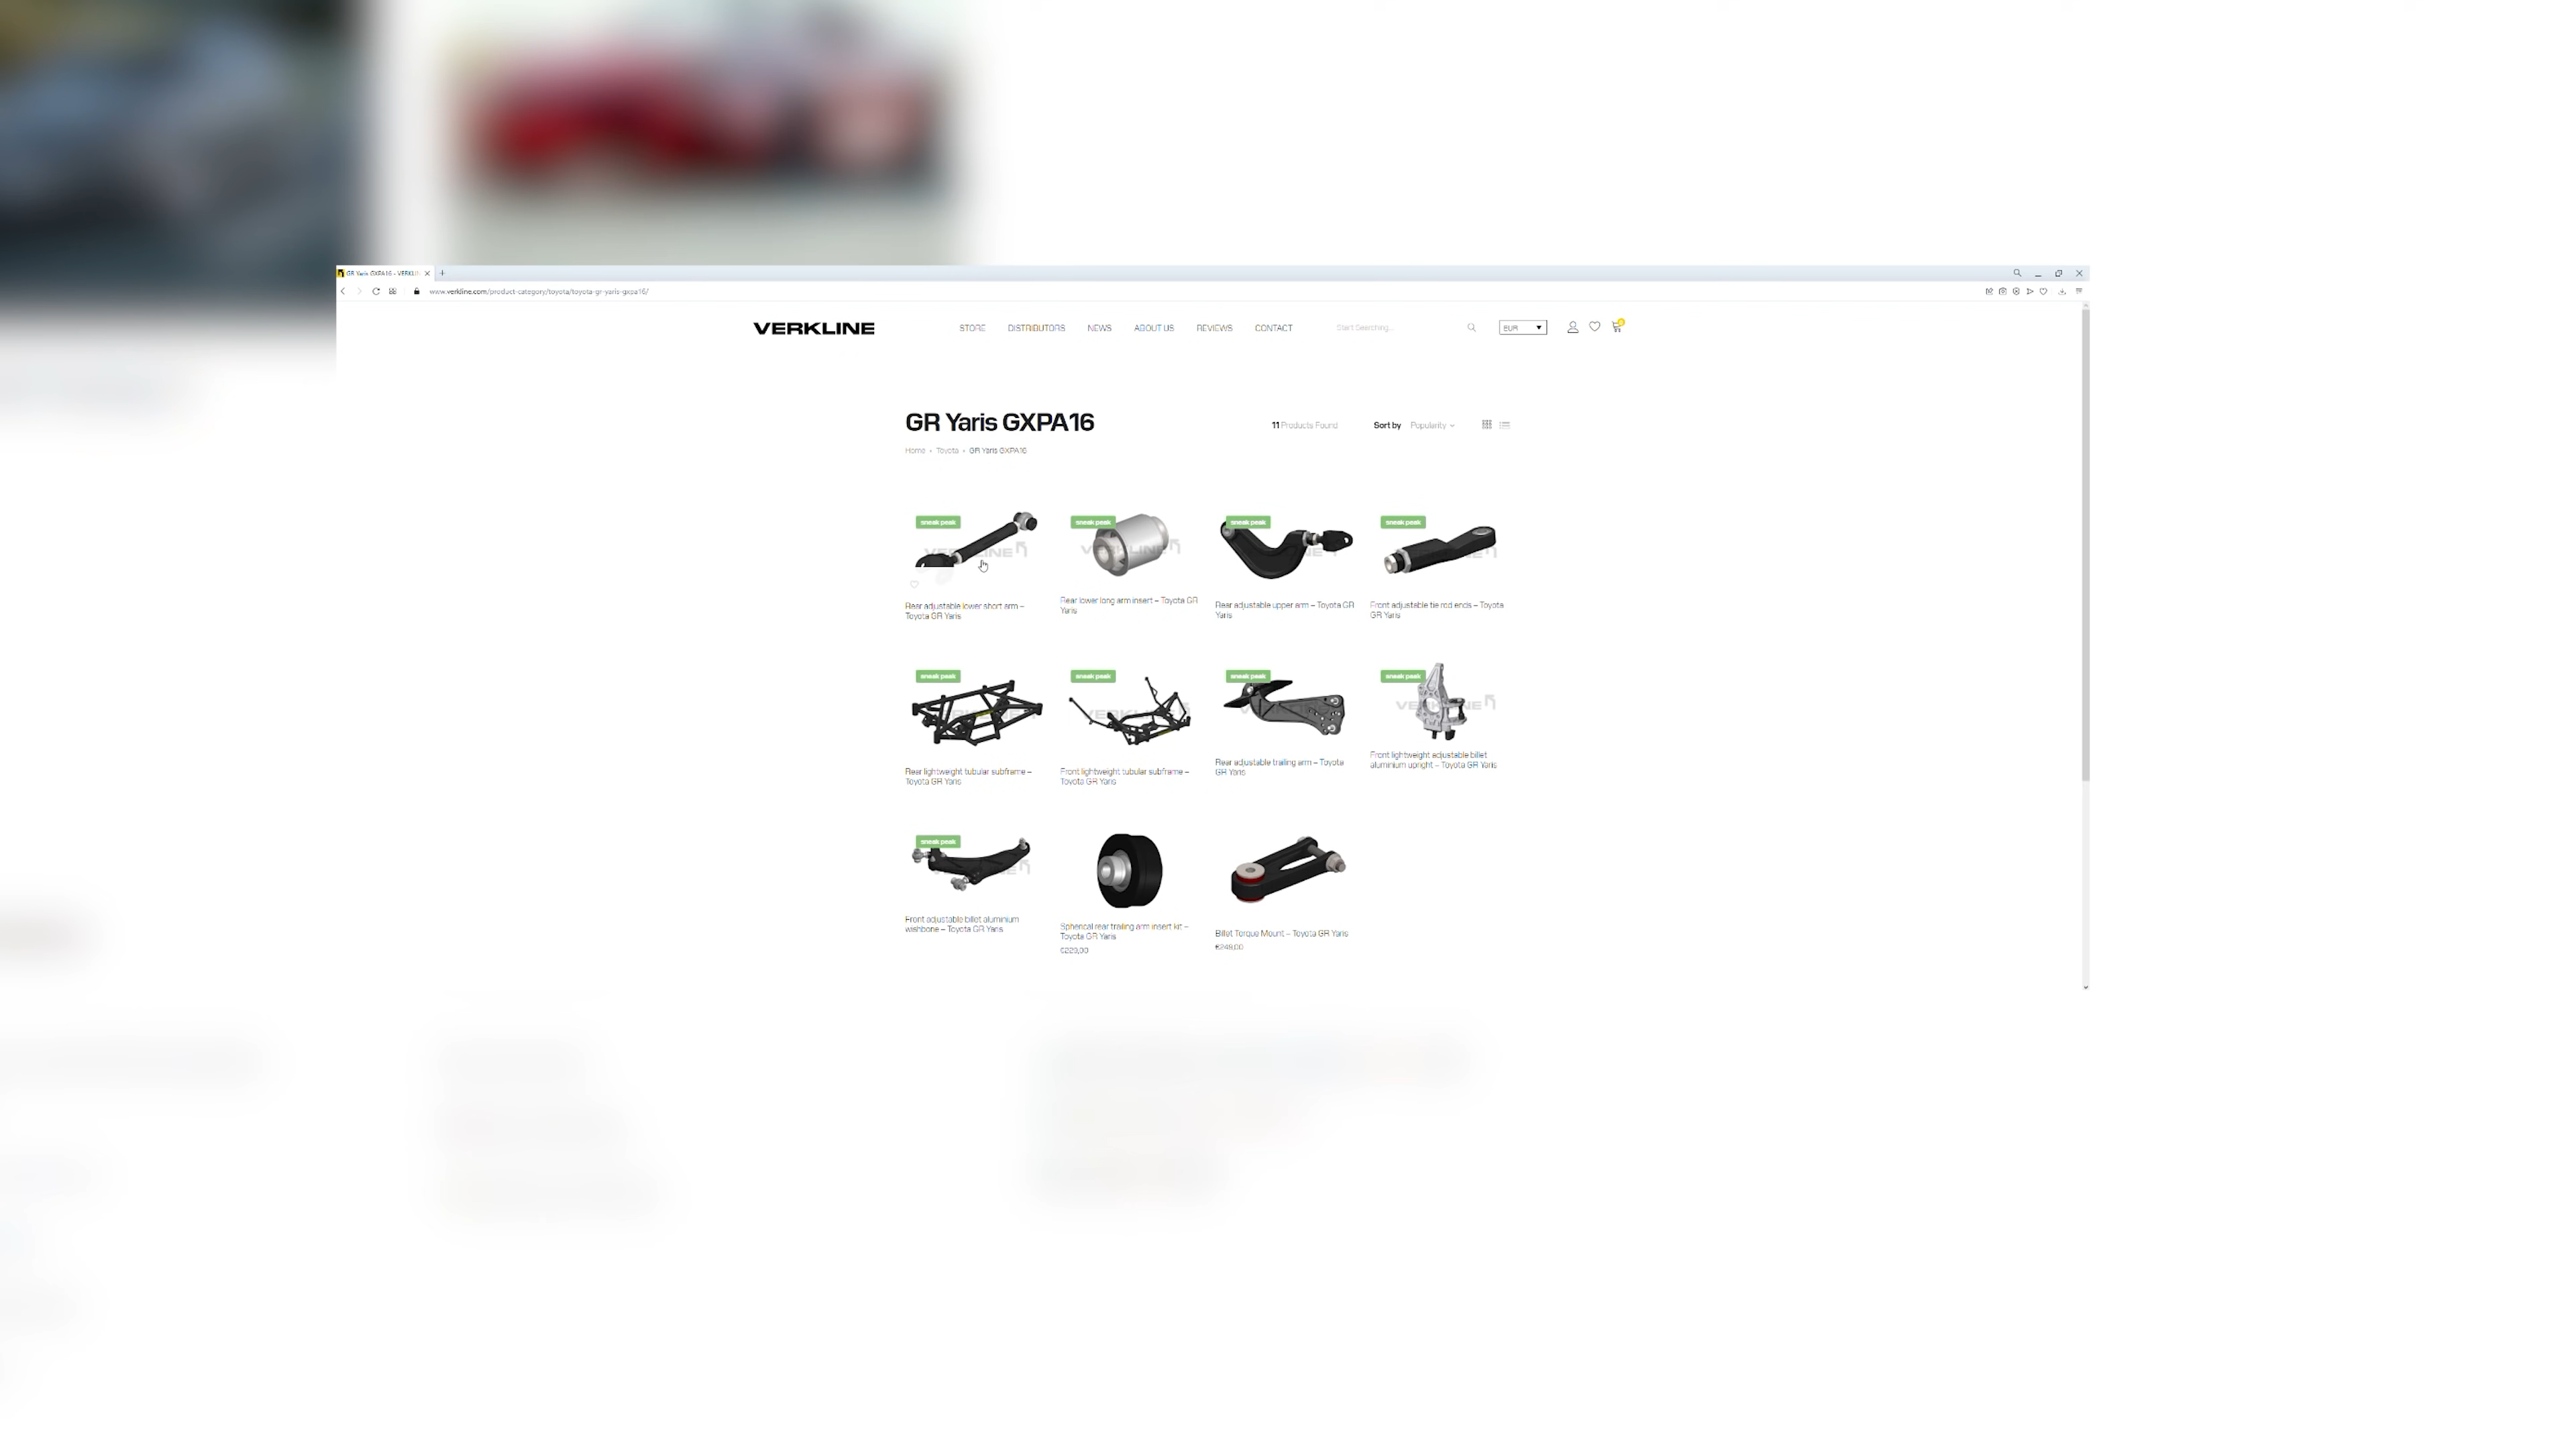 GR Yaris GXPA16 - VERKLI
www.verkline.com/product-category/toyota/toyota-gr-yaris-gxpa16/
VERKLINE
STORE DISTRIBUTORS NEWS ABOUT US REVIEWS CONTACT
Start Searching...
EUR
GR Yaris GXPA16
11 Products Found
Sort by Popularity
Home Toyota GR Yaris GXPA16
sneak peak
sneak peak
sneak peak
sneak peak
Rear adjustable lower short arm –
Toyota GR Yaris
Rear lower long arm insert – Toyota GR
Yaris
Rear adjustable upper arm – Toyota GR
Yaris
Front adjustable tie rod ends – Toyota
GR Yaris
sneak peak
sneak peak
sneak peak
sneak peak
VERKLINE
Rear lightweight tubular subframe –
Toyota GR Yaris
Front lightweight tubular subframe –
Toyota GR Yaris
Rear adjustable trailing arm – Toyota
GR Yaris
Front lightweight adjustable billet
aluminium upright – Toyota GR Yaris
sneak peak
Front adjustable billet aluminium
wishbone – Toyota GR Yaris
Spherical rear trailing arm insert kit –
Toyota GR Yaris
€229,00
Billet Torque Mount – Toyota GR Yaris
€249,00